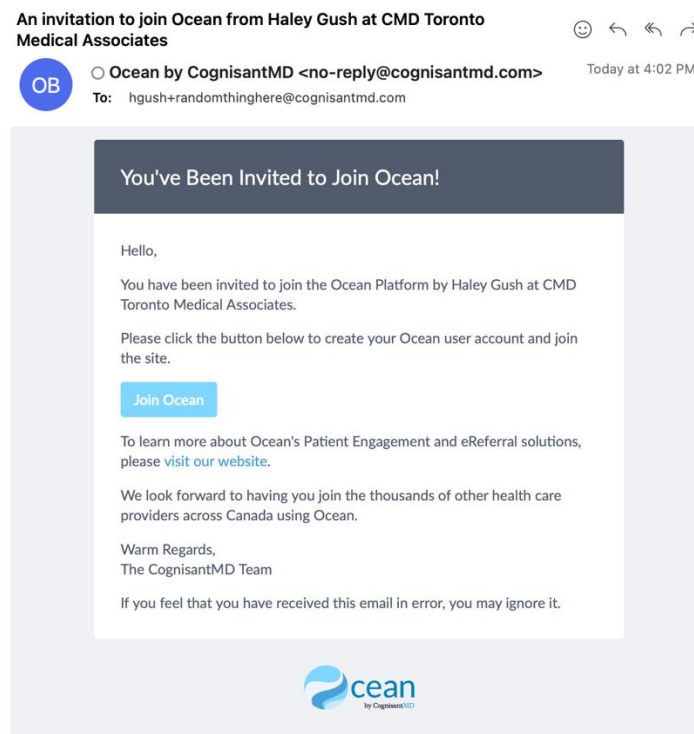 An invitation to join Ocean from Haley Gush at CMD Toronto
Medical Associates
OB
Ocean by CognisantMD <no-reply@cognisantmd.com>
Today at 4:02 PM
To: hgush+randomthinghere@cognisantmd.com
You've Been Invited to Join Ocean!
Hello,
You have been invited to join the Ocean Platform by Haley Gush at CMD
Toronto Medical Associates.
Please click the button below to create your Ocean user account and join
the site.
Join Ocean
To learn more about Ocean's Patient Engagement and eReferral solutions,
please visit our website.
We look forward to having you join the thousands of other health care
providers across Canada using Ocean.
Warm Regards,
The CognisantMD Team
If you feel that you have received this email in error, you may ignore it.
Ocean
by CognisantMD